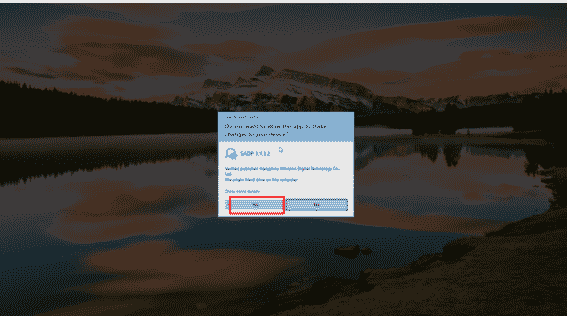 Do you want to allow this app to make
changes to your device?
SADP
Verified publisher: Hangzhou Hikvision Digital Technology Co.,
Ltd.
File origin: Hard drive on this computer
Show more details
Yes
No